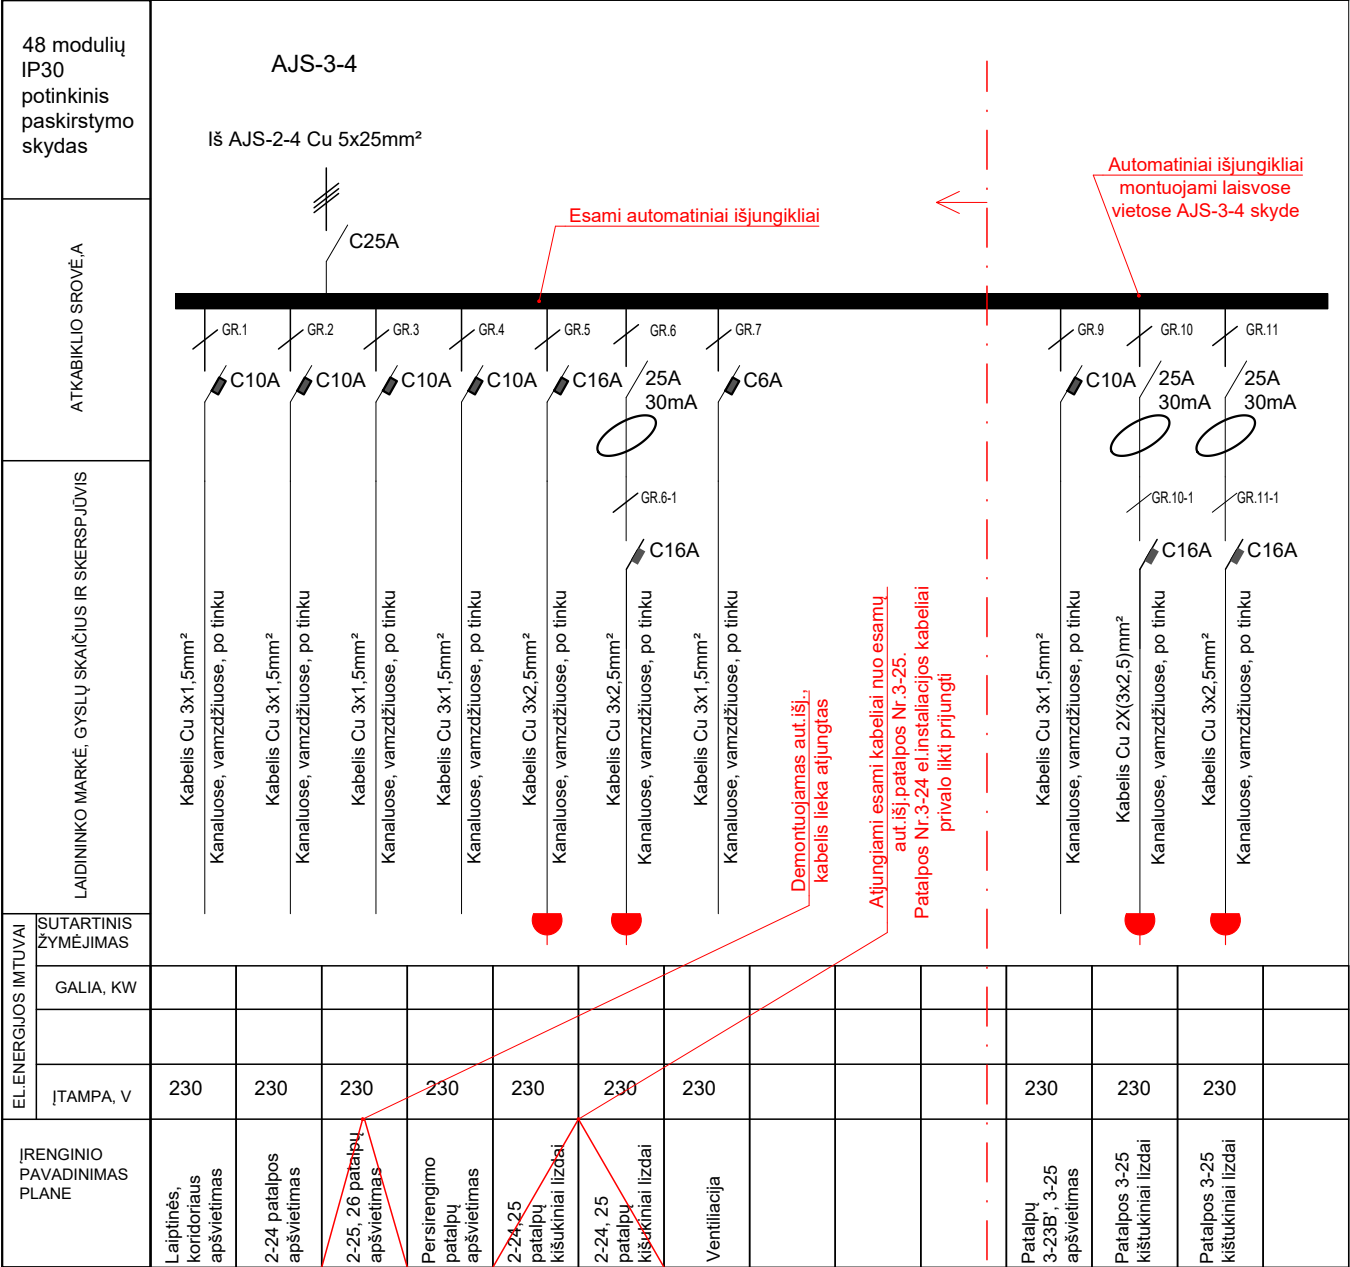 48 modulių
IP30
potinkinis
paskirstymo
skydas
AJS-3-4
Iš AJS-2-4 Cu 5x25mm²
C25A
Esami automatiniai išjungikliai
Automatiniai išjungikliai
montuojami laisvose
vietose AJS-3-4 skyde
ATKABIKLIO SROVĖ,A
GR.1
GR.2
GR.3
GR.4
GR.5
GR.6
GR.7
GR.9
GR.10
GR.11
C10A
C10A
C10A
C10A
C16A
25A
30mA
C6A
C10A
25A
30mA
25A
30mA
GR.6-1
GR.10-1
GR.11-1
C16A
C16A
C16A
LAIDININKO MARKĖ, GYSLŲ SKAIČIUS IR SKERSPJŪVIS
Kabelis Cu 3x1,5mm²
Kanaluose, vamzdžiuose, po tinku
Kabelis Cu 3x1,5mm²
Kanaluose, vamzdžiuose, po tinku
Kabelis Cu 3x1,5mm²
Kanaluose, vamzdžiuose, po tinku
Kabelis Cu 3x1,5mm²
Kanaluose, vamzdžiuose, po tinku
Kabelis Cu 3x2,5mm²
Kanaluose, vamzdžiuose, po tinku
Kabelis Cu 3x2,5mm²
Kanaluose, vamzdžiuose, po tinku
Kabelis Cu 3x1,5mm²
Kanaluose, vamzdžiuose, po tinku
Demontuojamas aut.išj.,
kabelis lieka atjungtas
Atjungiami esami kabeliai nuo esamų
aut.išj.patalpos Nr.3-25.
Patalpos Nr.3-24 el.instaliacijos kabeliai
privalo likti prijungti
Kabelis Cu 3x1,5mm²
Kanaluose, vamzdžiuose, po tinku
Kabelis Cu 2X(3x2,5)mm²
Kanaluose, vamzdžiuose, po tinku
Kabelis Cu 3x2,5mm²
Kanaluose, vamzdžiuose, po tinku
EL.ENERGIJOS IMTUVAI
SUTARTINIS
ŽYMĖJIMAS
GALIA, KW
ĮTAMPA, V
230
230
230
230
230
230
230
230
230
230
ĮRENGINIO
PAVADINIMAS
PLANE
Laiptinės,
koridoriaus
apšvietimas
2-24 patalpos
apšvietimas
2-25, 26 patalpų
apšvietimas
Persirengimo
patalpų
apšvietimas
2-24,25
patalpų
kišukiniai lizdai
2-24, 25
patalpų
kišukiniai lizdai
Ventiliacija
Patalpų
3-23B', 3-25
apšvietimas
Patalpos 3-25
kištukiniai lizdai
Patalpos 3-25
kištukiniai lizdai